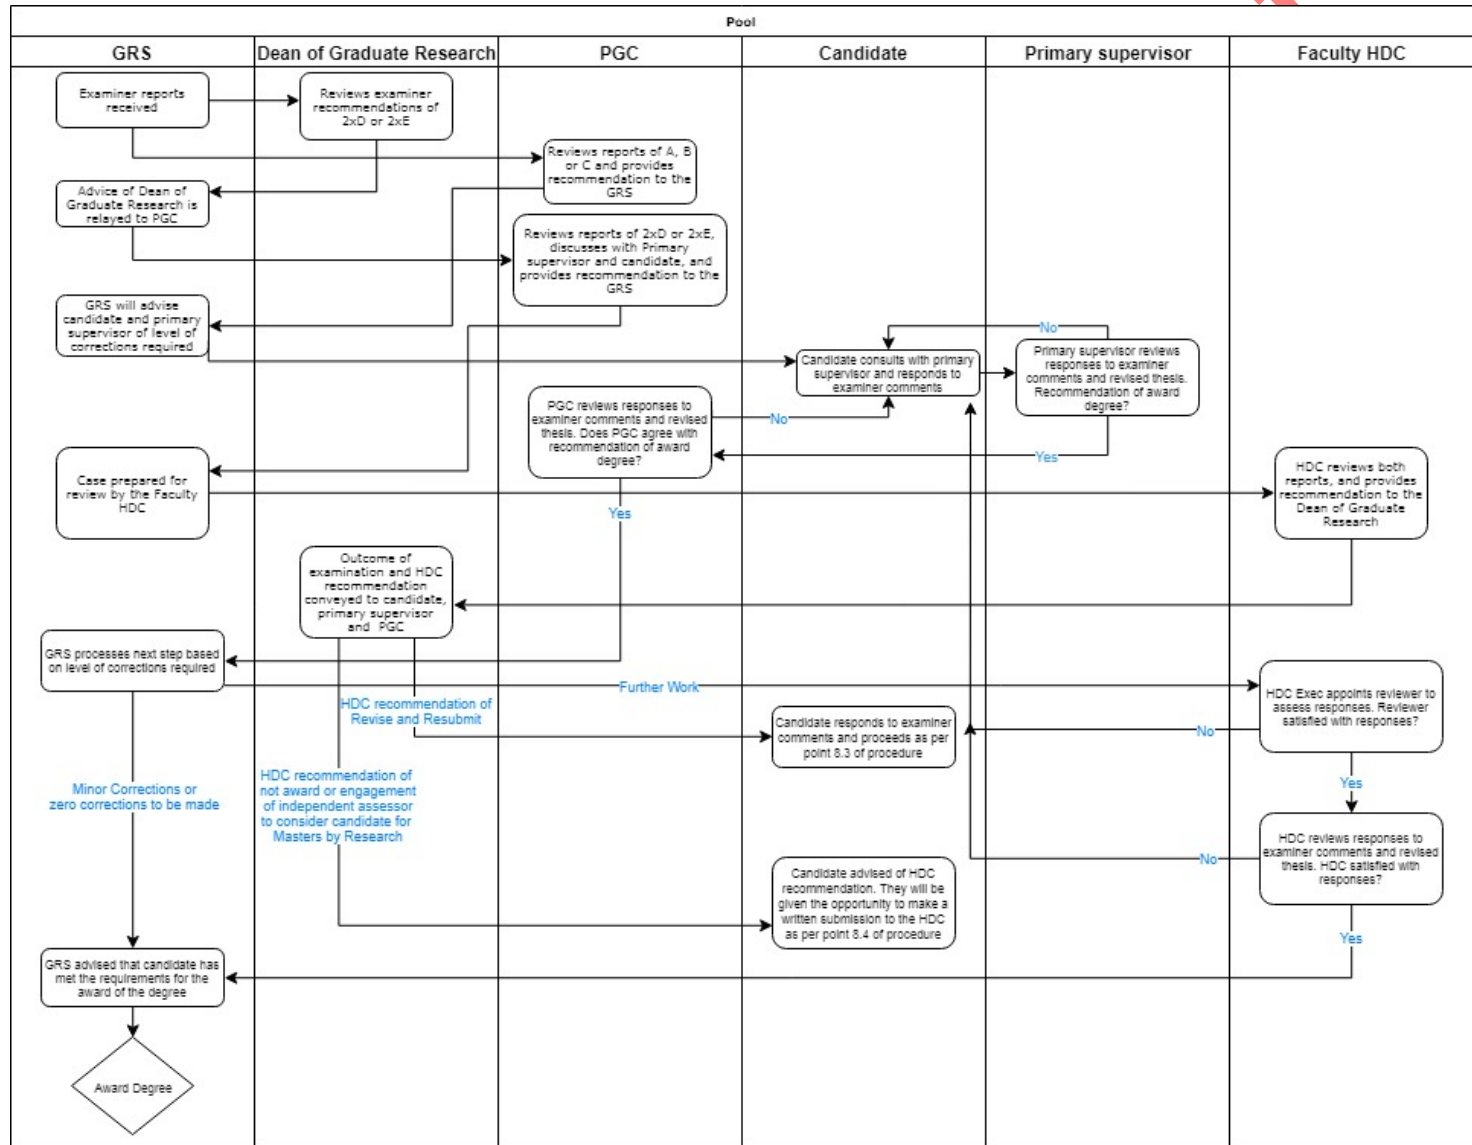 Pool
GRS
Dean of Graduate Research
PGC
Candidate
Primary supervisor
Faculty HDC
Examiner reports
received
Reviews examiner
recommendations of
2xD or 2xE
Reviews reports of A, B
or C and provides
recommendation to the
GRS
Advice of Dean of
Graduate Research is
relayed to PGC
Reviews reports of 2xD or 2xE,
discusses with Primary
supervisor and candidate, and
provides recommendation to the
GRS
GRS will advise
candidate and primary
supervisor of level of
corrections required
No
Candidate consults with primary
supervisor and responds to
examiner comments
Primary supervisor reviews
responses to examiner
comments and revised thesis.
Recommendation of award
degree?
PGC reviews responses to
examiner comments and revised
thesis. Does PGC agree with
recommendation of award
degree?
No
Yes
Case prepared for
review by the Faculty
HDC
HDC reviews both
reports, and provides
recommendation to the
Dean of Graduate
Research
Yes
Outcome of
examination and HDC
recommendation
conveyed to candidate,
primary supervisor
and PGC
GRS processes next step based
on level of corrections required
Further Work
HDC recommendation of
Revise and Resubmit
Candidate responds to examiner
comments and proceeds as per
point 8.3 of procedure
HDC Exec appoints reviewer to
assess responses. Reviewer
satisfied with responses?
No
Yes
Minor Corrections or
zero corrections to be made
HDC recommendation of
not award or engagement
of independent assessor
to consider candidate for
Masters by Research
HDC reviews responses to
examiner comments and revised
thesis. HDC satisfied with
responses?
No
Candidate advised of HDC
recommendation. They will be
given the opportunity to make a
written submission to the HDC
as per point 8.4 of procedure
Yes
GRS advised that candidate has
met the requirements for the
award of the degree
Award Degree